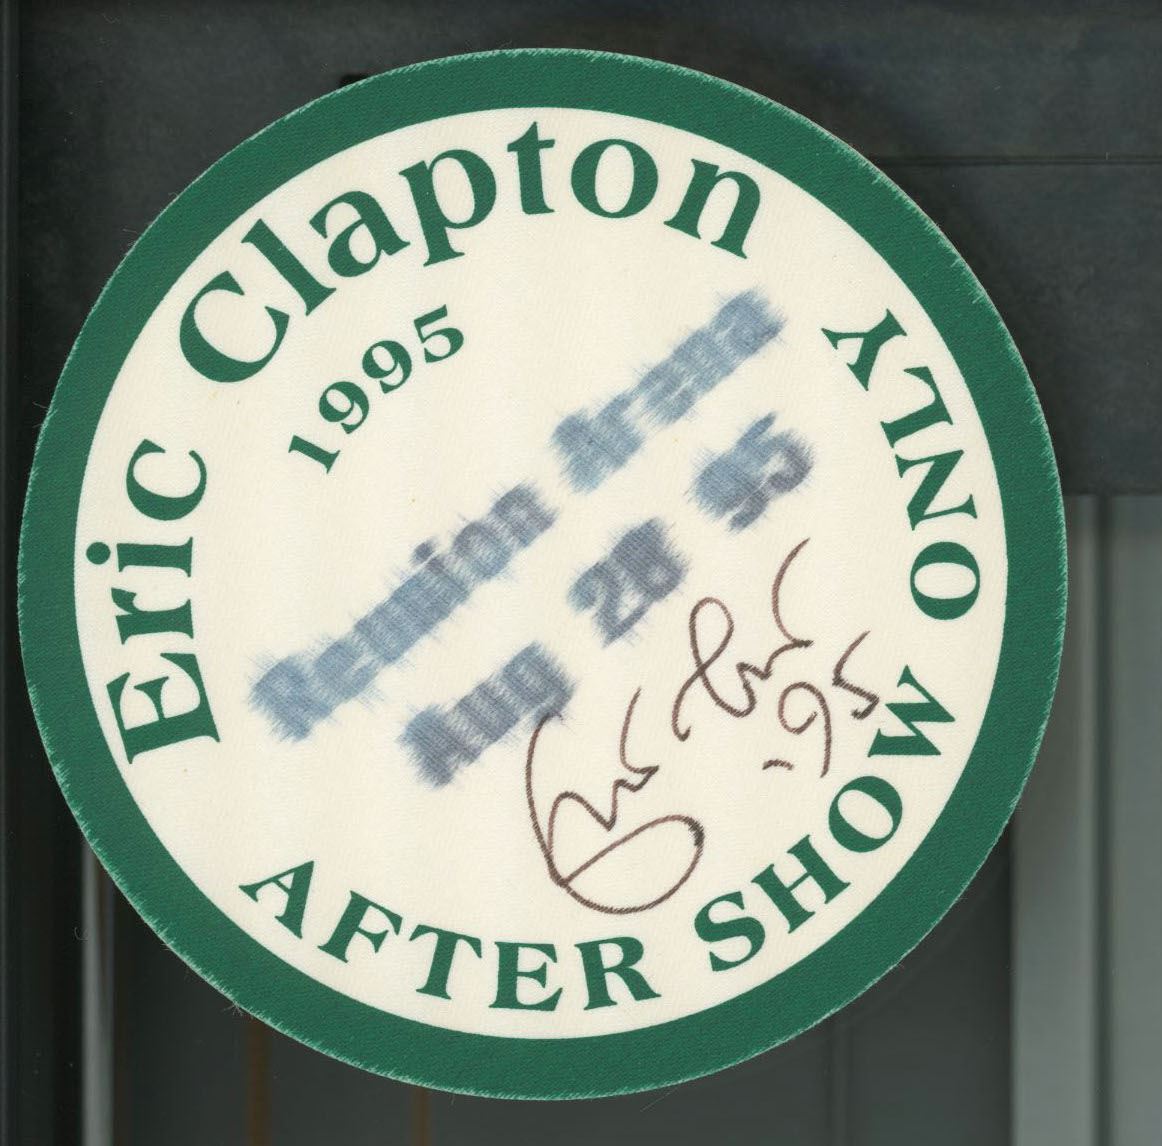 Eric Clapton
1995
Reunion Arena
Aug 28 95
'95
AFTER SHOW ONLY